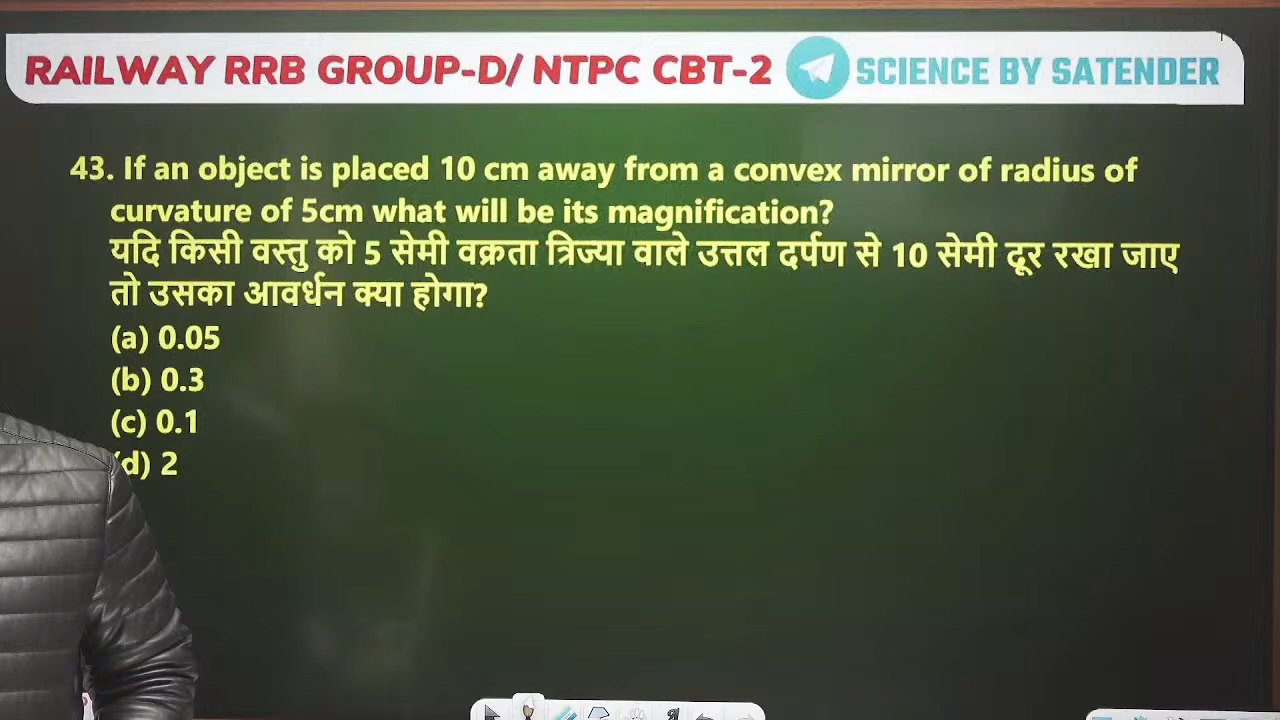 RAILWAY RRB GROUP-D/ NTPC CBT-2 SCIENCE BY SATENDER
43. If an object is placed 10 cm away from a convex mirror of radius of
curvature of 5cm what will be its magnification?
यदि किसी वस्तु को 5 सेमी वक्रता त्रिज्या वाले उत्तल दर्पण से 10 सेमी दूर रखा जाए
तो उसका आवर्धन क्या होगा?
(a) 0.05
(b) 0.3
(c) 0.1
(d) 2